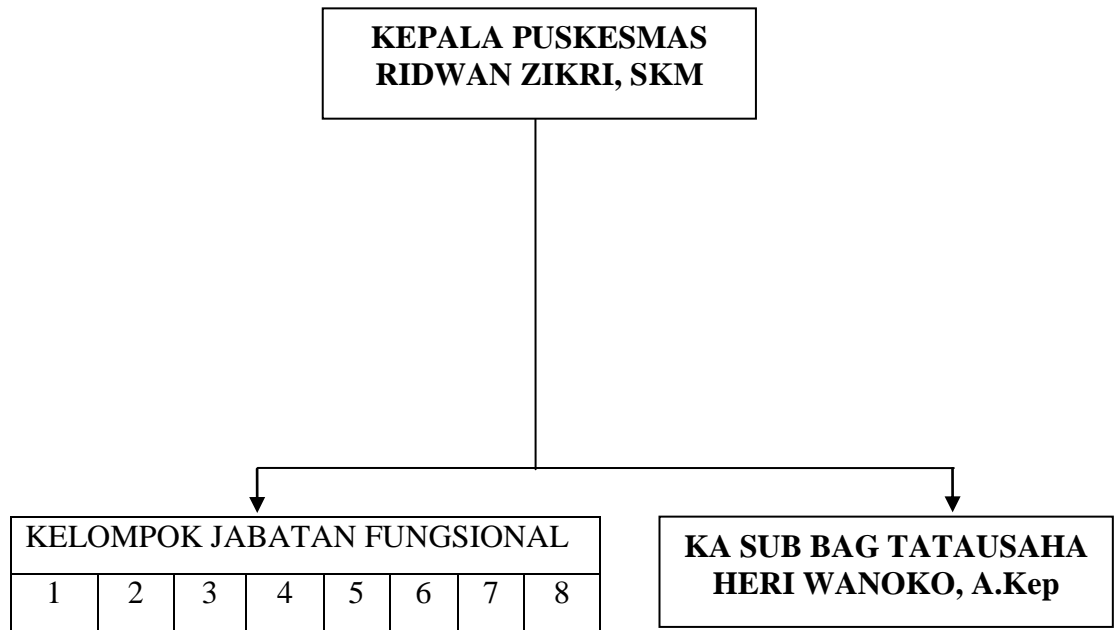 KEPALA PUSKESMAS
RIDWAN ZIKRI, SKM
KELOMPOK JABATAN FUNGSIONAL
1 2 3 4 5 6 7 8
KA SUB BAG TATAUSAHA
HERI WANOKO, A.Kep